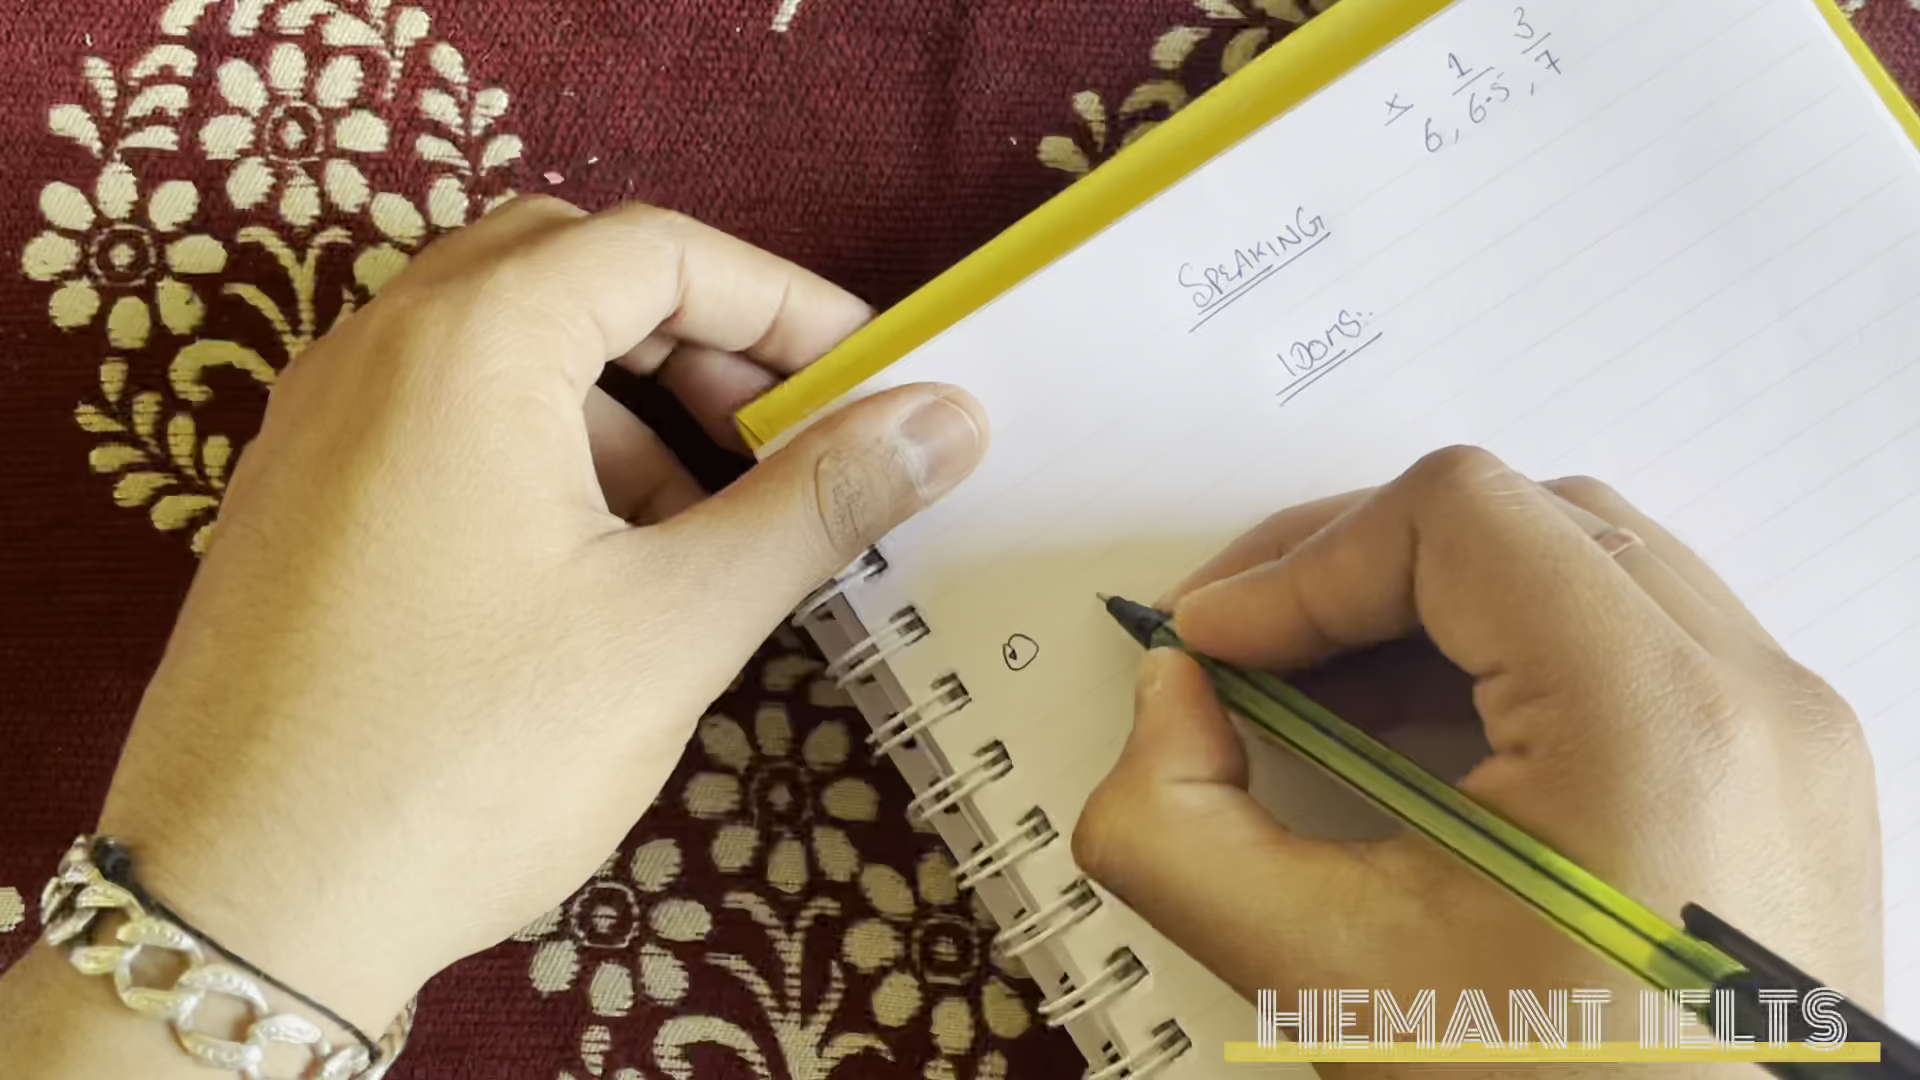 x 1 3
6, 6.5, 7
SPEAKING
IDOMS:
HEMANT IELTS